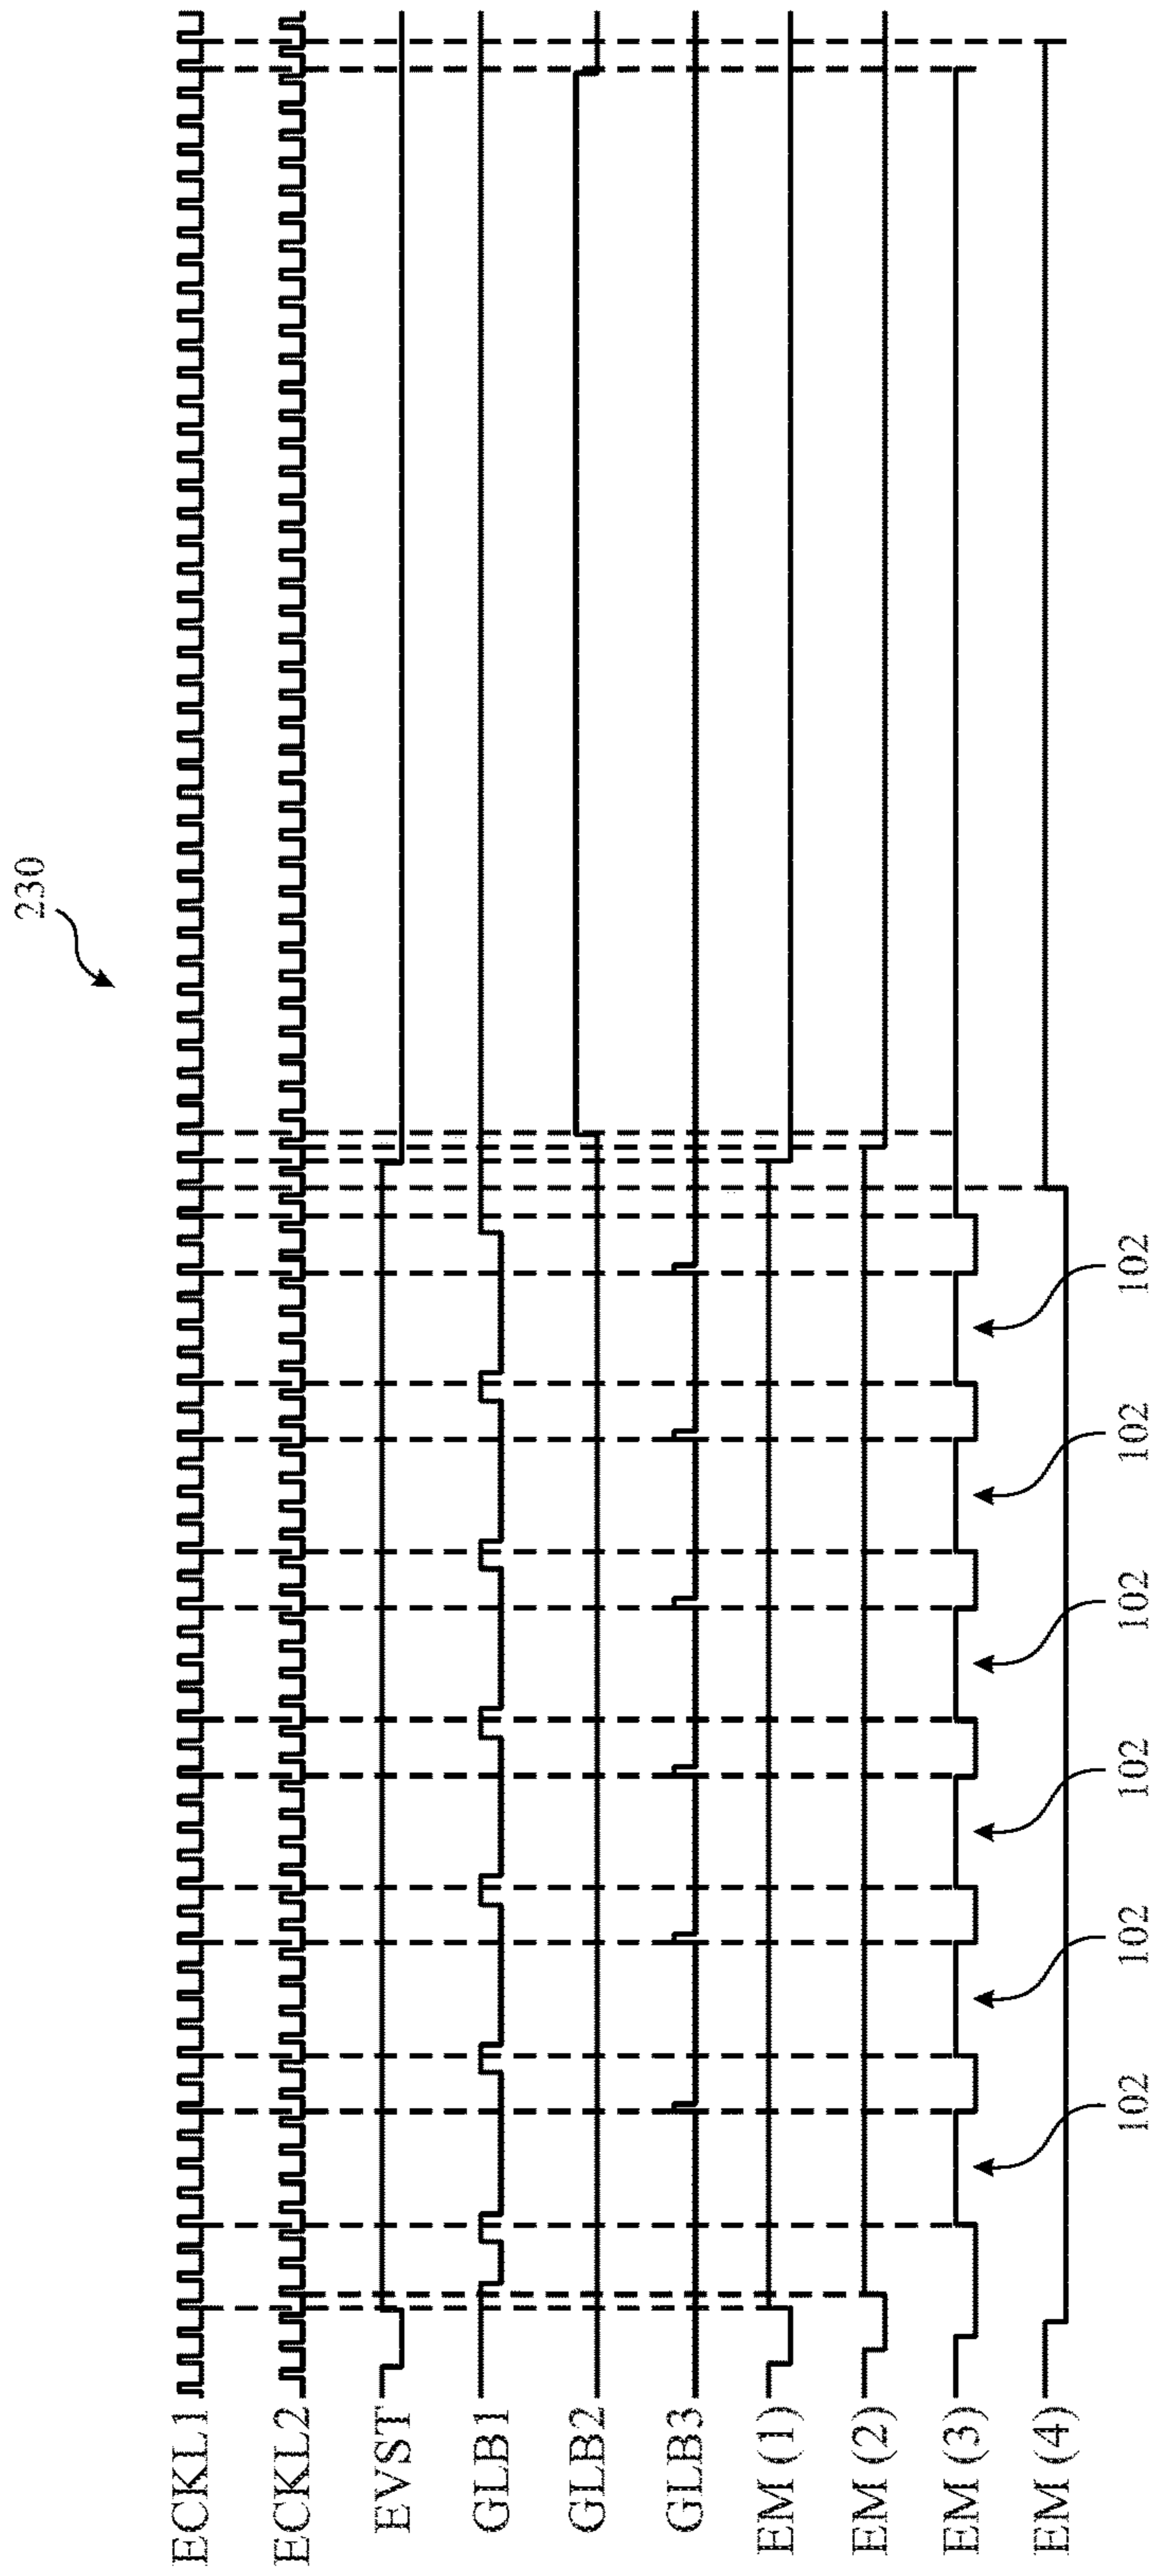 230
ECKL1
ECKL2
EVST
GLB1
GLB2
GLB3
EM (1)
EM (2)
EM (3)
EM (4)
102
102
102
102
102
102